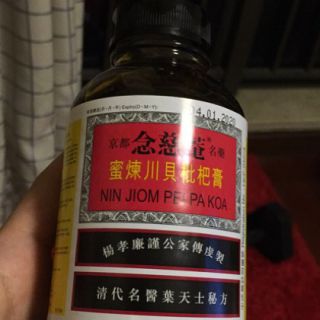 Expiry(D-M-Y)
14.01.2020
京都念慈菴®名藥
蜜煉川貝枇杷膏
NIN JIOM PEI PA KOA
楊孝廉謹公家傳虔製
清代名醫葉天士秘方